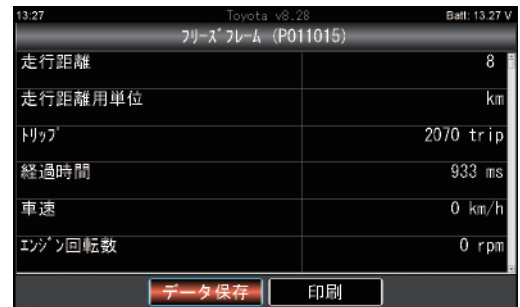 13:27 Toyota v8.28 Batt: 13.27 V
フリーズフレーム (P011015)
走行距離 8
走行距離用単位 km
トリップ 2070 trip
経過時間 933 ms
車速 0 km/h
エンジン回転数 0 rpm
データ保存 印刷